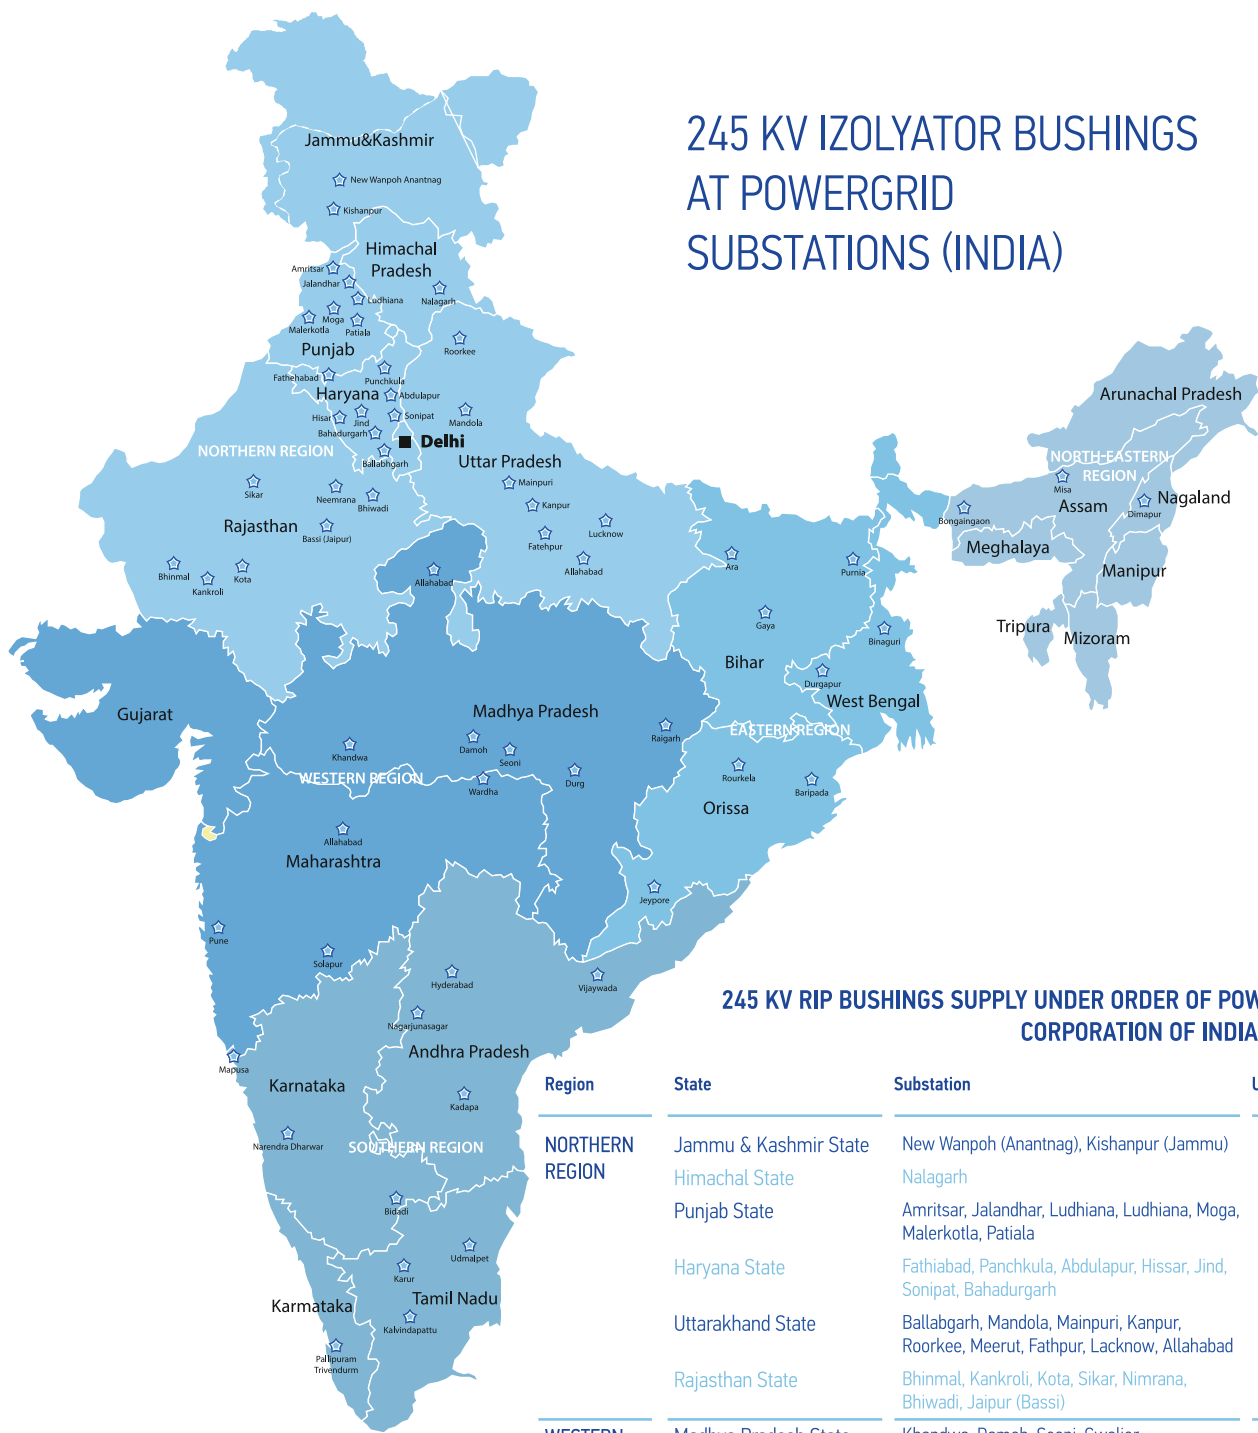 245 KV IZOLYATOR BUSHINGS
AT POWERGRID
SUBSTATIONS (INDIA)
Jammu&Kashmir
New Wanpoh Anantnag
Kishanpur
Himachal
Pradesh
Amritsar
Jalandhar
Ludhiana
Nalagarh
Moga
Malerkotla
Patiala
Punjab
Roorkee
Fathehabad
Punchkula
Haryana
Abdulapur
Hisar
Jind
Sonipat
Mandola
Bahadurgarh
Delhi
Ballabhgarh
NORTHERN REGION
Uttar Pradesh
Sikar
Neemrana
Bhiwadi
Mainpuri
Kanpur
Rajasthan
Bassi (Jaipur)
Lucknow
Fatehpur
Allahabad
Bhinmal
Kankroli
Kota
Allahabad
Arunachal Pradesh
NORTH-EASTERN
REGION
Misa
Assam
Nagaland
Dimapur
Bongaingaon
Meghalaya
Manipur
Tripura
Mizoram
Ara
Purnia
Gaya
Binaguri
Bihar
Durgapur
West Bengal
EASTERN REGION
Gujarat
Madhya Pradesh
Raigarh
Khandwa
Damoh
Seoni
WESTERN REGION
Wardha
Durg
Rourkela
Baripada
Orissa
Allahabad
Maharashtra
Jeypore
Pune
Solapur
Hyderabad
Vijaywada
Nagarjunasagar
Andhra Pradesh
Mapusa
Karnataka
Kadapa
Narendra Dharwar
SOUTHERN REGION
Bidadi
Udmalpet
Karur
Tamil Nadu
Karmataka
Kalvindapattu
Pallipuram
Trivendurm
245 KV RIP BUSHINGS SUPPLY UNDER ORDER OF POW
CORPORATION OF INDIA
Region State Substation U
NORTHERN
REGION
Jammu & Kashmir State New Wanpoh (Anantnag), Kishanpur (Jammu)
Himachal State Nalagarh
Punjab State Amritsar, Jalandhar, Ludhiana, Ludhiana, Moga,
Malerkotla, Patiala
Haryana State Fathiabad, Panchkula, Abdulapur, Hissar, Jind,
Sonipat, Bahadurgarh
Uttarakhand State Ballabgarh, Mandola, Mainpuri, Kanpur,
Roorkee, Meerut, Fathpur, Lacknow, Allahabad
Rajasthan State Bhinmal, Kankroli, Kota, Sikar, Nimrana,
Bhiwadi, Jaipur (Bassi)
WESTERN Madhya Pradesh State Khandwa, Damoh, Seoni, Gwalior